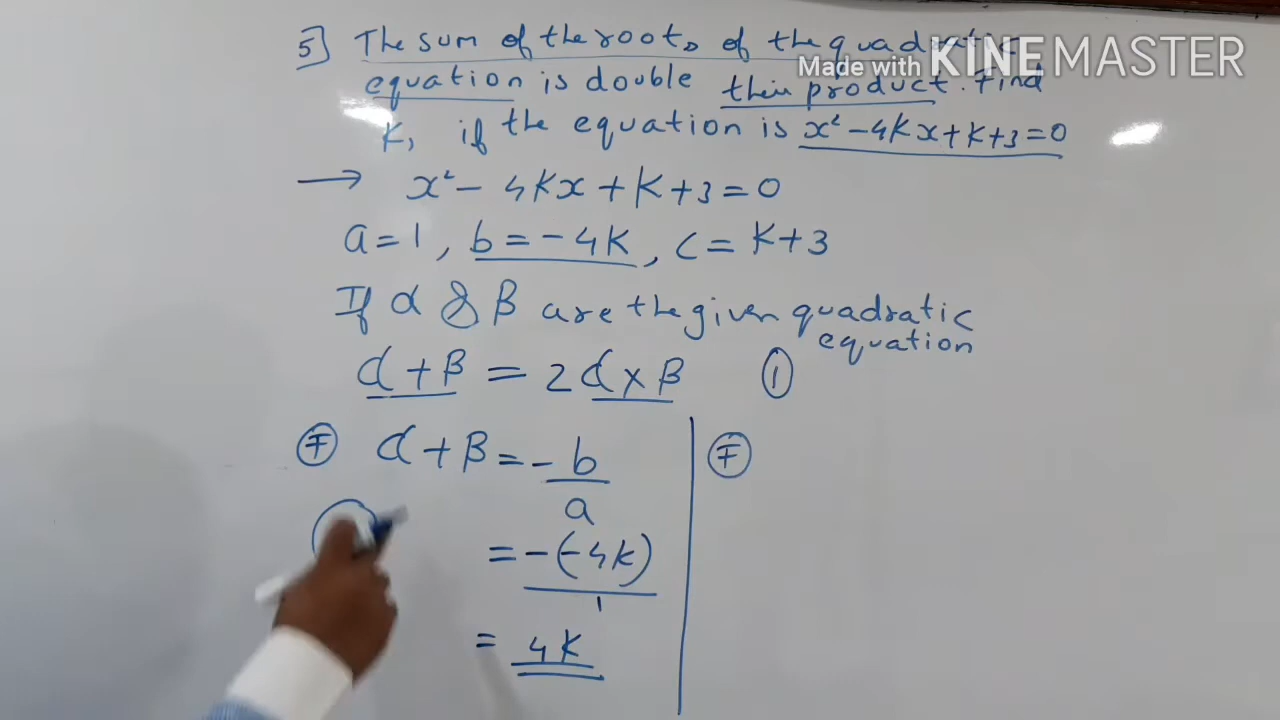 5] The sum of the roots of the quadratic
Made with KINEMASTER
equation is double their product. Find
k, if the equation is x² - 4kx + k + 3 = 0
→ x² - 4kx + k + 3 = 0
a = 1, b = -4k, c = k + 3
If α & β are the given quadratic
equation
α + β = 2α × β ①
Ⓕ α + β = -b/a
= -(-4k)/1
= 4k
Ⓕ